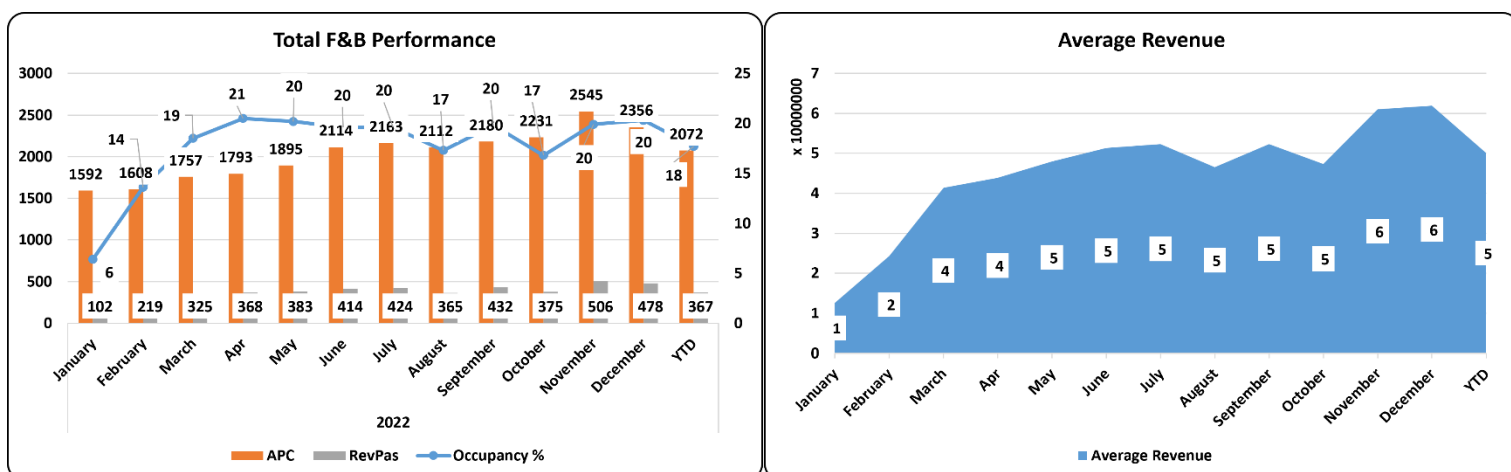 Total F&B Performance
3000
2500
2000
1500
1000
500
0
25
20
15
10
5
0
1592
1608
1757
1793
1895
2114
2163
2112
2180
2231
2545
2356
2072
6
14
19
21
20
20
20
17
20
17
20
20
18
102
219
325
368
383
414
424
365
432
375
506
478
367
January
February
March
Apr
May
June
July
August
September
October
November
December
YTD
2022
APC
RevPas
Occupancy %
Average Revenue
x 10000000
7
6
5
4
3
2
1
0
1
2
4
4
5
5
5
5
5
5
6
6
5
January
February
March
Apr
May
June
July
August
September
October
November
December
YTD
Average Revenue